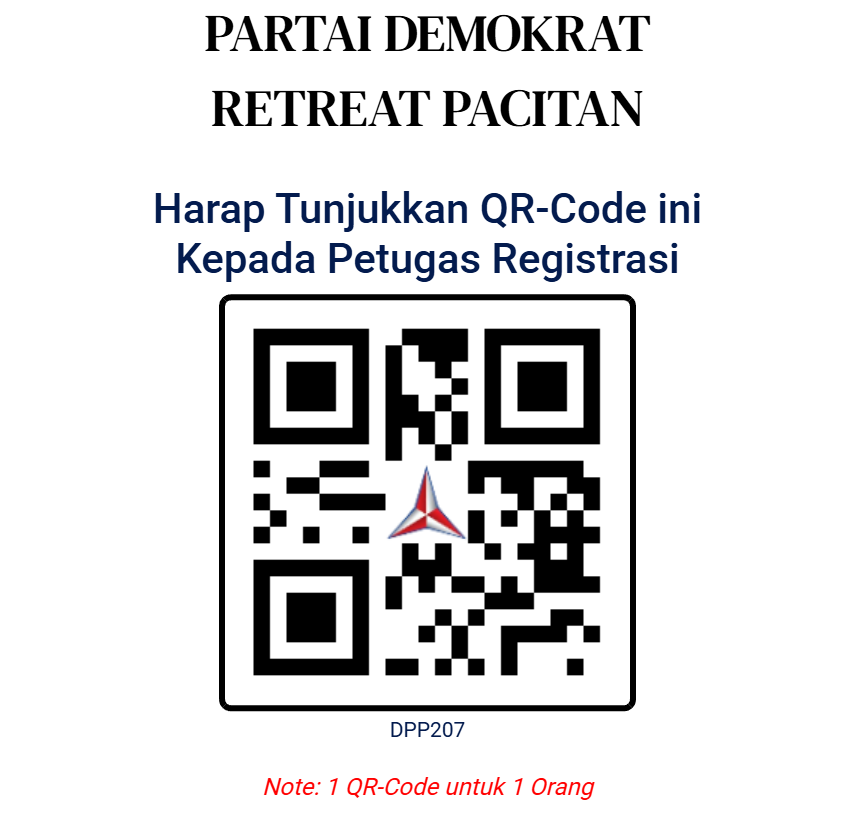 PARTAI DEMOKRAT
RETREAT PACITAN
Harap Tunjukkan QR-Code ini
Kepada Petugas Registrasi
DPP207
Note: 1 QR-Code untuk 1 Orang